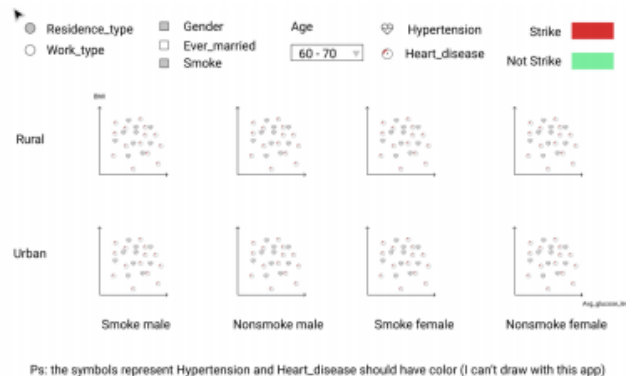 Residence_type
Work_type
Gender
Ever_married
Smoke
Age
60 - 70
Hypertension
Heart_disease
Strike
Not Strike
BMI
Rural
Urban
Smoke male
Nonsmoke male
Smoke female
Nonsmoke female
Ps: the symbols represent Hypertension and Heart_disease should have color (I can't draw with this app)